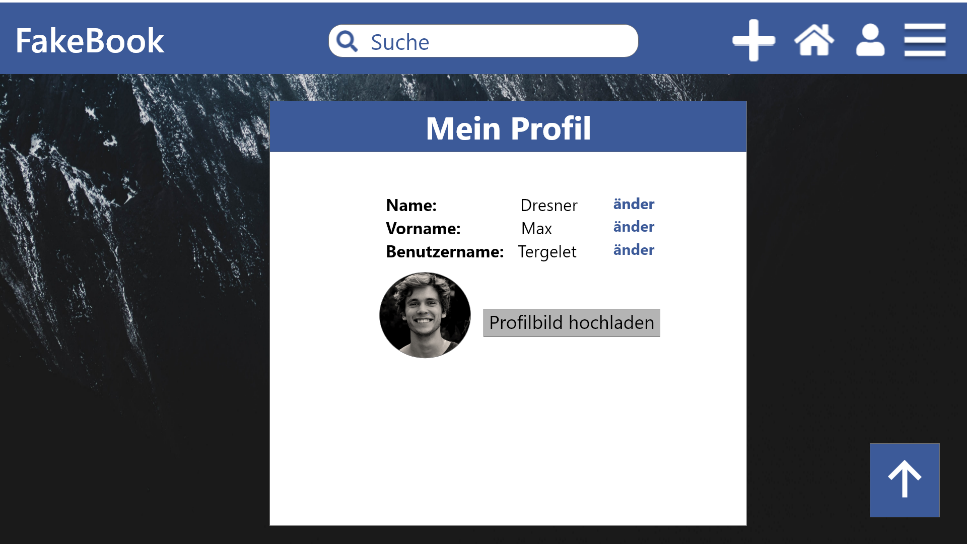 FakeBook
Suche
Mein Profil
Name: Dresner änder
Vorname: Max änder
Benutzername: Tergelet änder
Profilbild hochladen